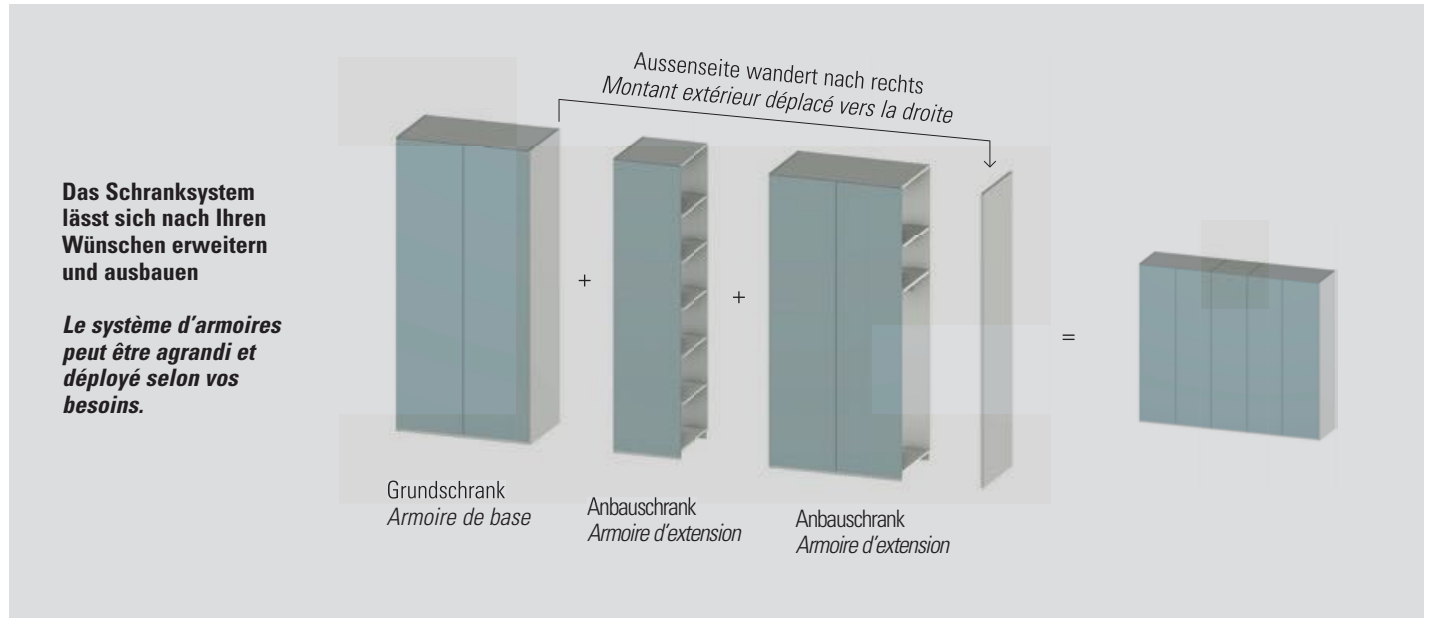 Aussenseite wandert nach rechts
Montant extérieur déplacé vers la droite
Das Schranksystem
lässt sich nach Ihren
Wünschen erweitern
und ausbauen
Le système d'armoires
peut être agrandi et
déployé selon vos
besoins.
+
+
=
Grundschrank
Armoire de base
Anbauschrank
Armoire d'extension
Anbauschrank
Armoire d'extension